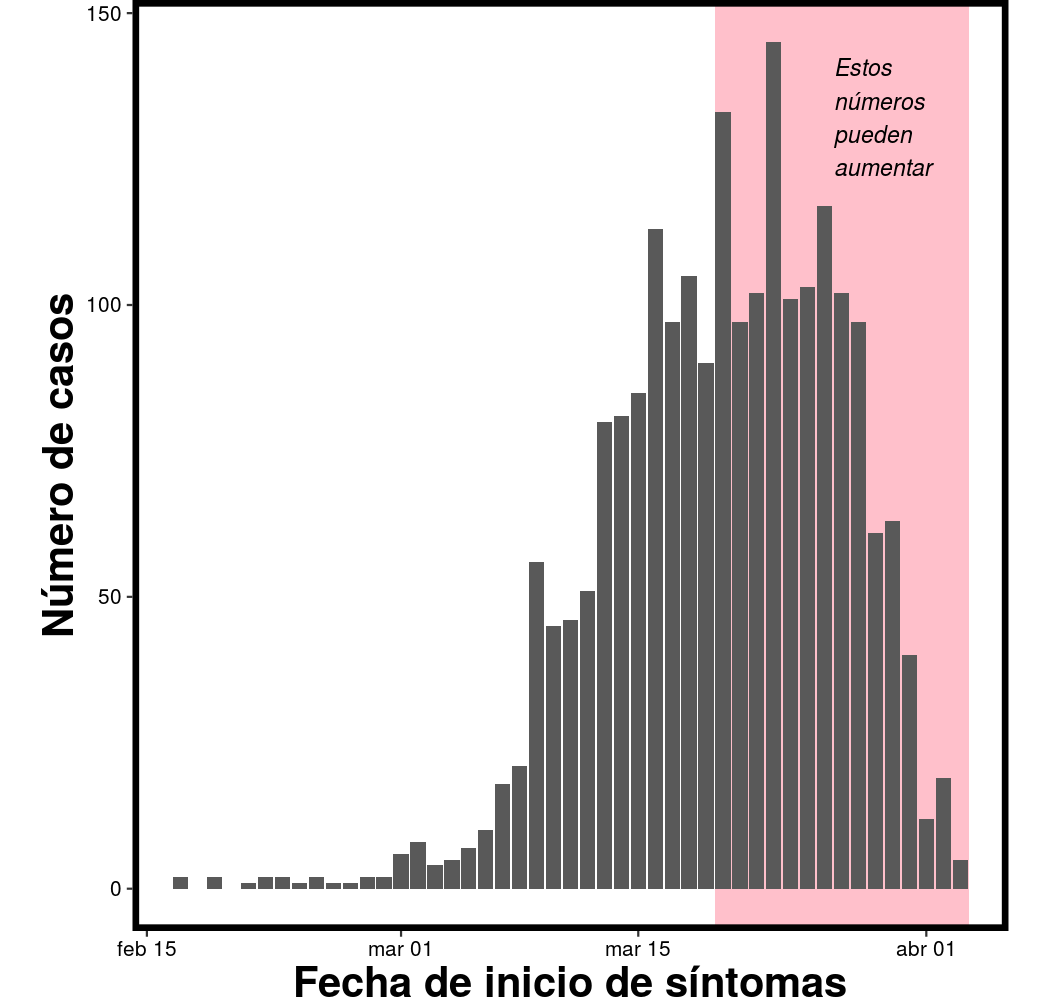 150
100
50
0
Número de casos
Estos
números
pueden
aumentar
feb 15
mar 01
mar 15
abr 01
Fecha de inicio de síntomas